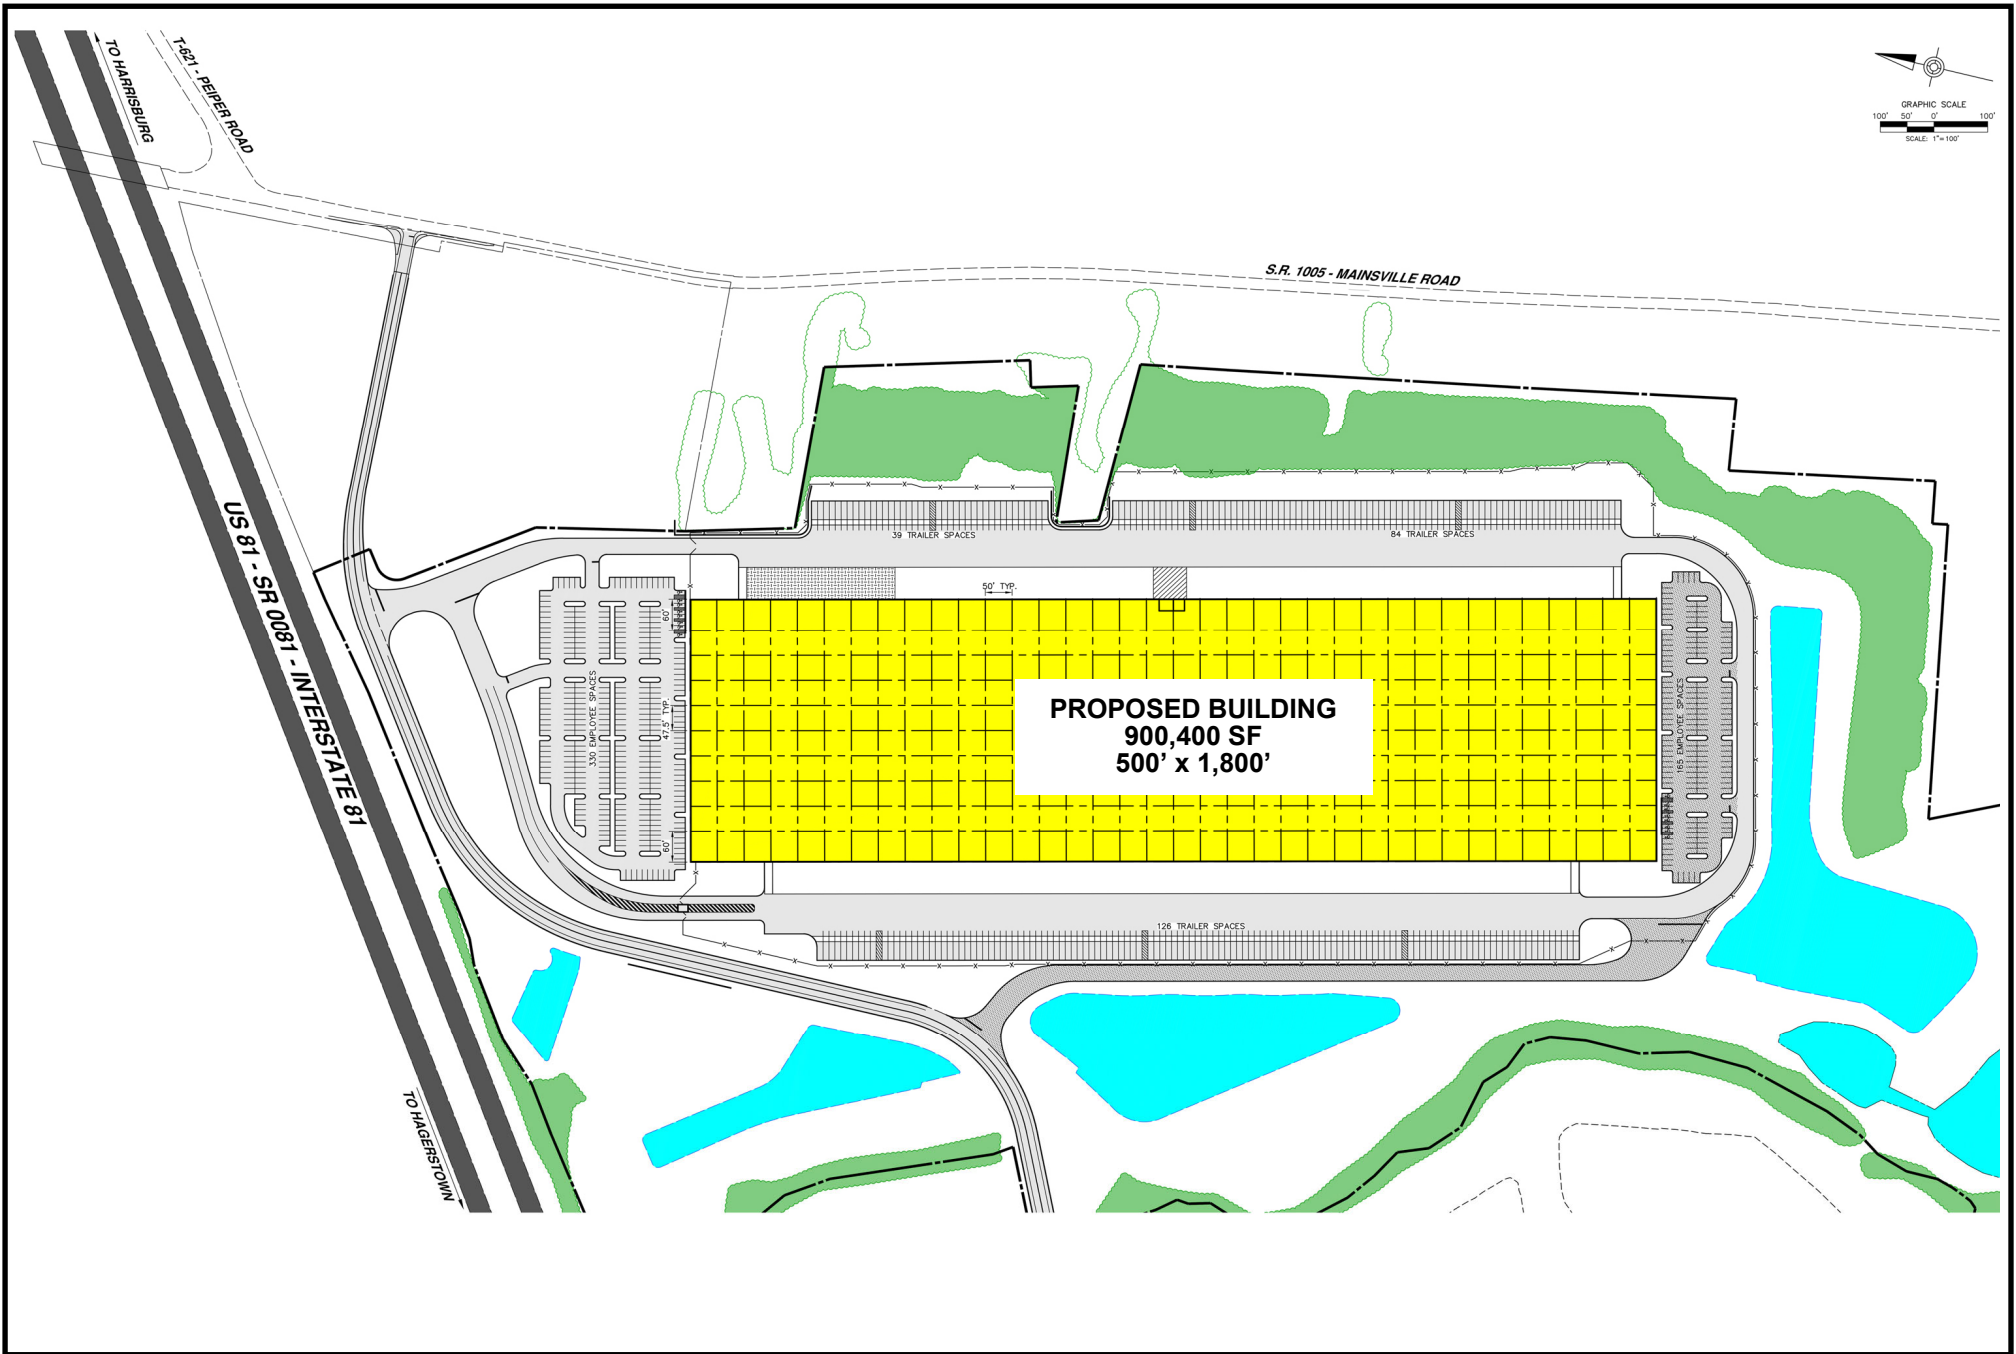 TO HARRISBURG
T-621 - PEIPER ROAD
GRAPHIC SCALE
100' 50' 0' 100'
SCALE: 1"=100'
S.R. 1005 - MAINSVILLE ROAD
US 81 - SR 0081 - INTERSTATE 81
39 TRAILER SPACES
84 TRAILER SPACES
50' TYP.
60'
330 EMPLOYEE SPACES
47.5' TYP.
60'
PROPOSED BUILDING
900,400 SF
500' x 1,800'
165 EMPLOYEE SPACES
126 TRAILER SPACES
TO HAGERSTOWN